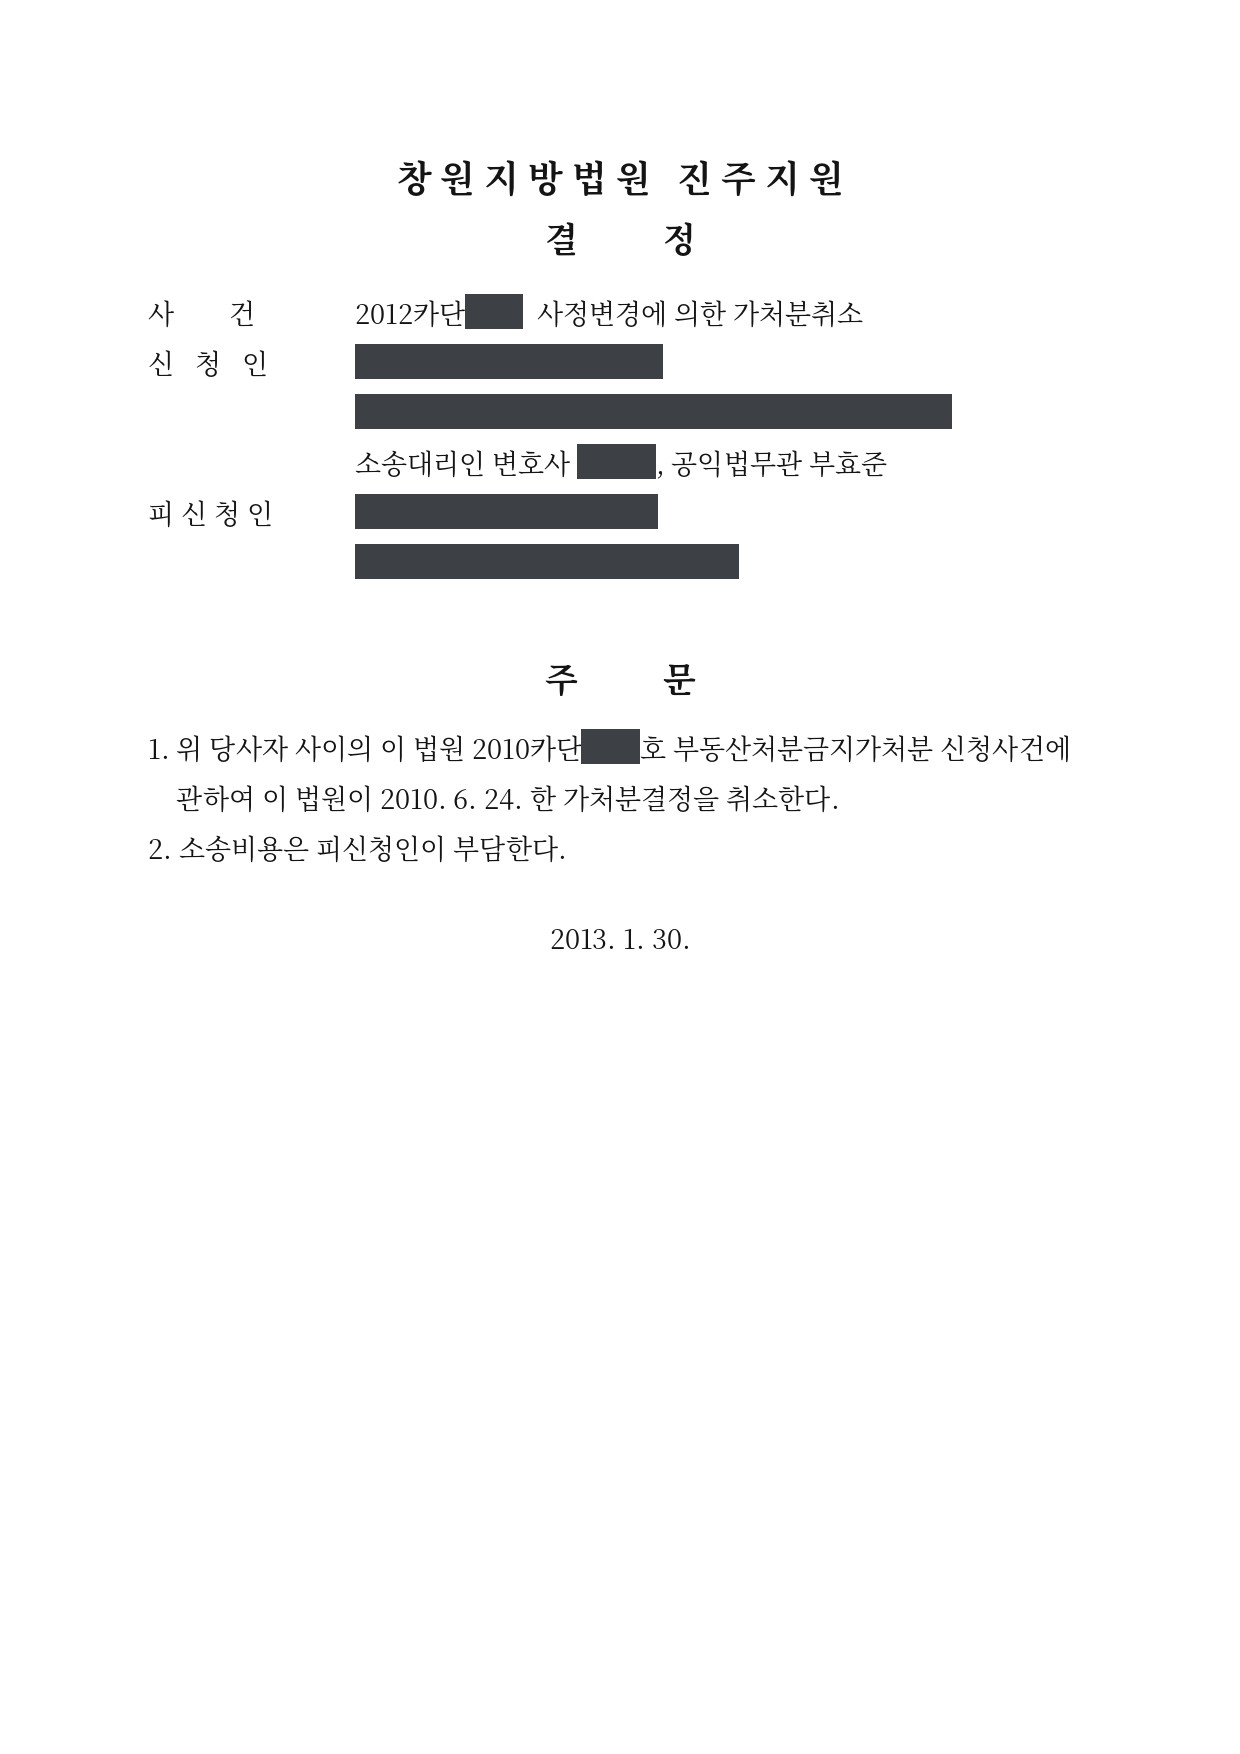 창원지방법원 진주지원
결 정
사 건 2012카단 사정변경에 의한 가처분취소
신 청 인
소송대리인 변호사 , 공익법무관 부효준
피 신 청 인
주 문
1. 위 당사자 사이의 이 법원 2010카단 호 부동산처분금지가처분 신청사건에
관하여 이 법원이 2010. 6. 24. 한 가처분결정을 취소한다.
2. 소송비용은 피신청인이 부담한다.
2013. 1. 30.